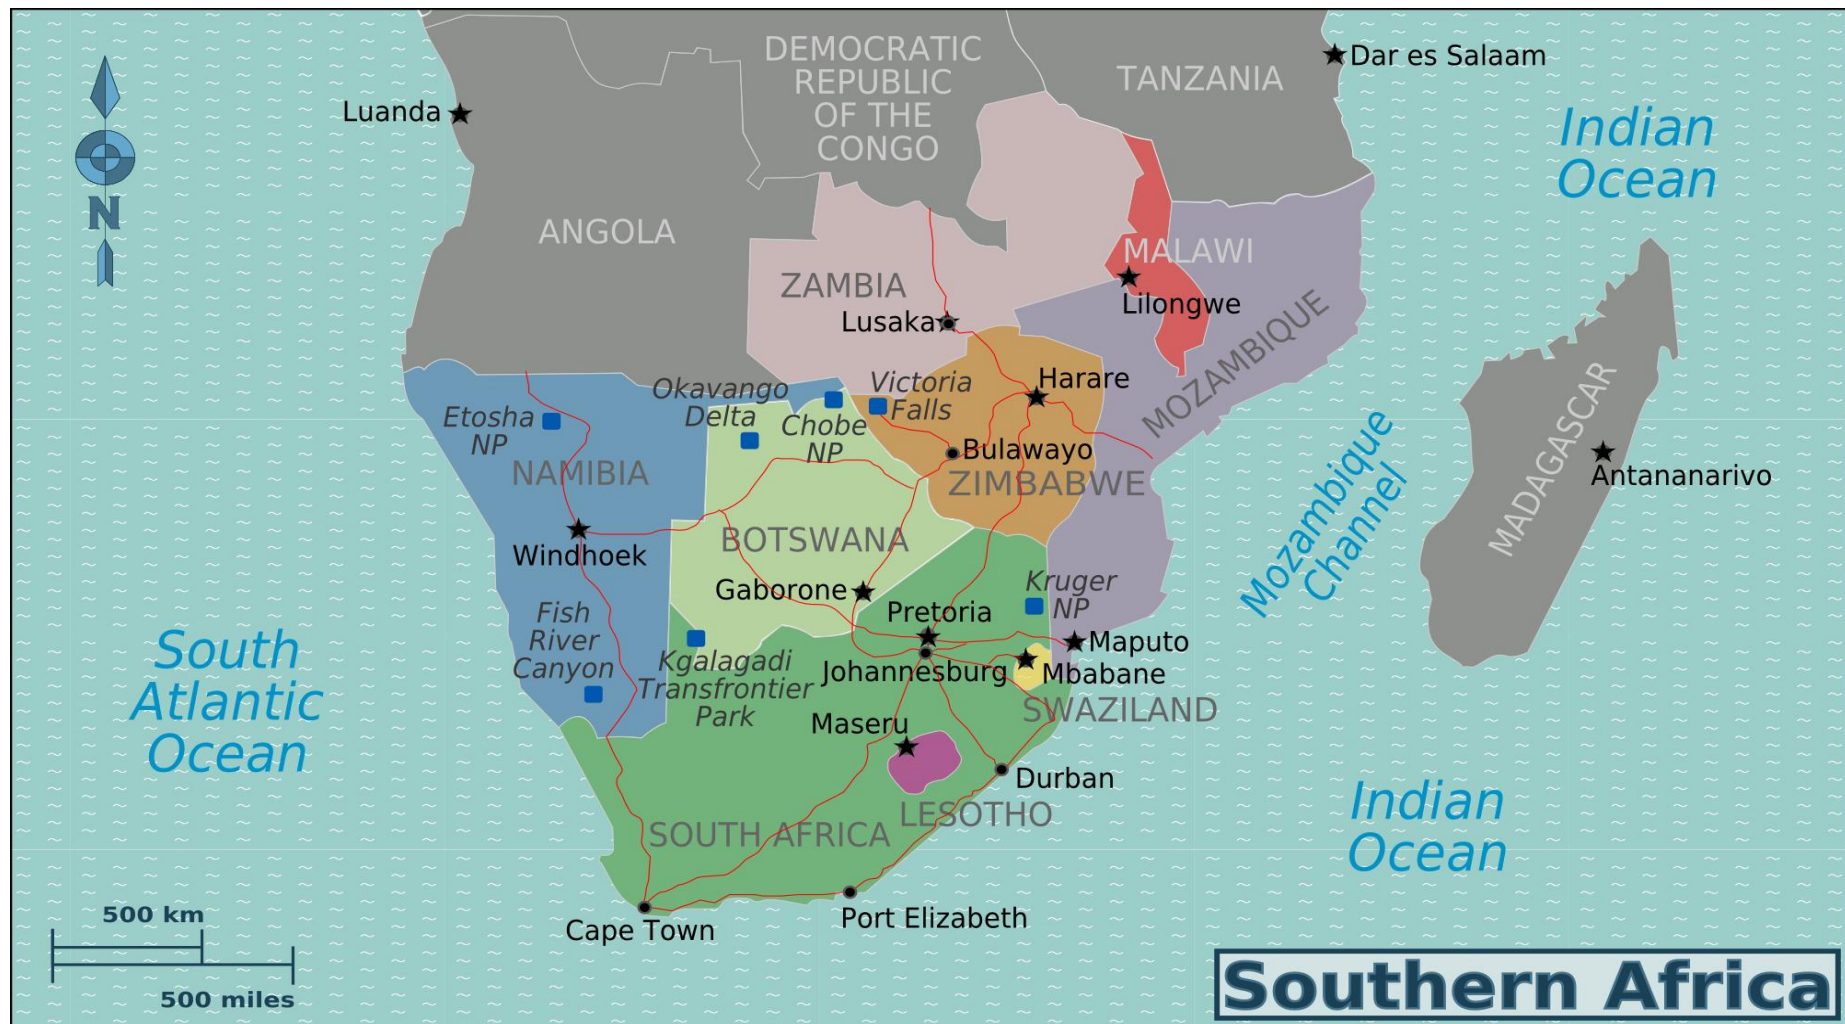 DEMOCRATIC
REPUBLIC
OF THE
CONGO
TANZANIA
Dar es Salaam
Luanda
Indian
Ocean
N
ANGOLA
MALAWI
ZAMBIA
Lilongwe
Lusaka
MOZAMBIQUE
Harare
Victoria
Falls
Okavango
Delta
Chobe
NP
Etosha
NP
NAMIBIA
Bulawayo
ZIMBABWE
MADAGASCAR
Antananarivo
Mozambique
Channel
BOTSWANA
Windhoek
Gaborone
Kruger
NP
Pretoria
Fish
River
Canyon
Maputo
Johannesburg
Mbabane
Kgalagadi
Transfrontier
Park
SWAZILAND
South
Atlantic
Ocean
Maseru
Durban
LESOTHO
SOUTH AFRICA
Indian
Ocean
Port Elizabeth
Cape Town
500 km
500 miles
Southern Africa